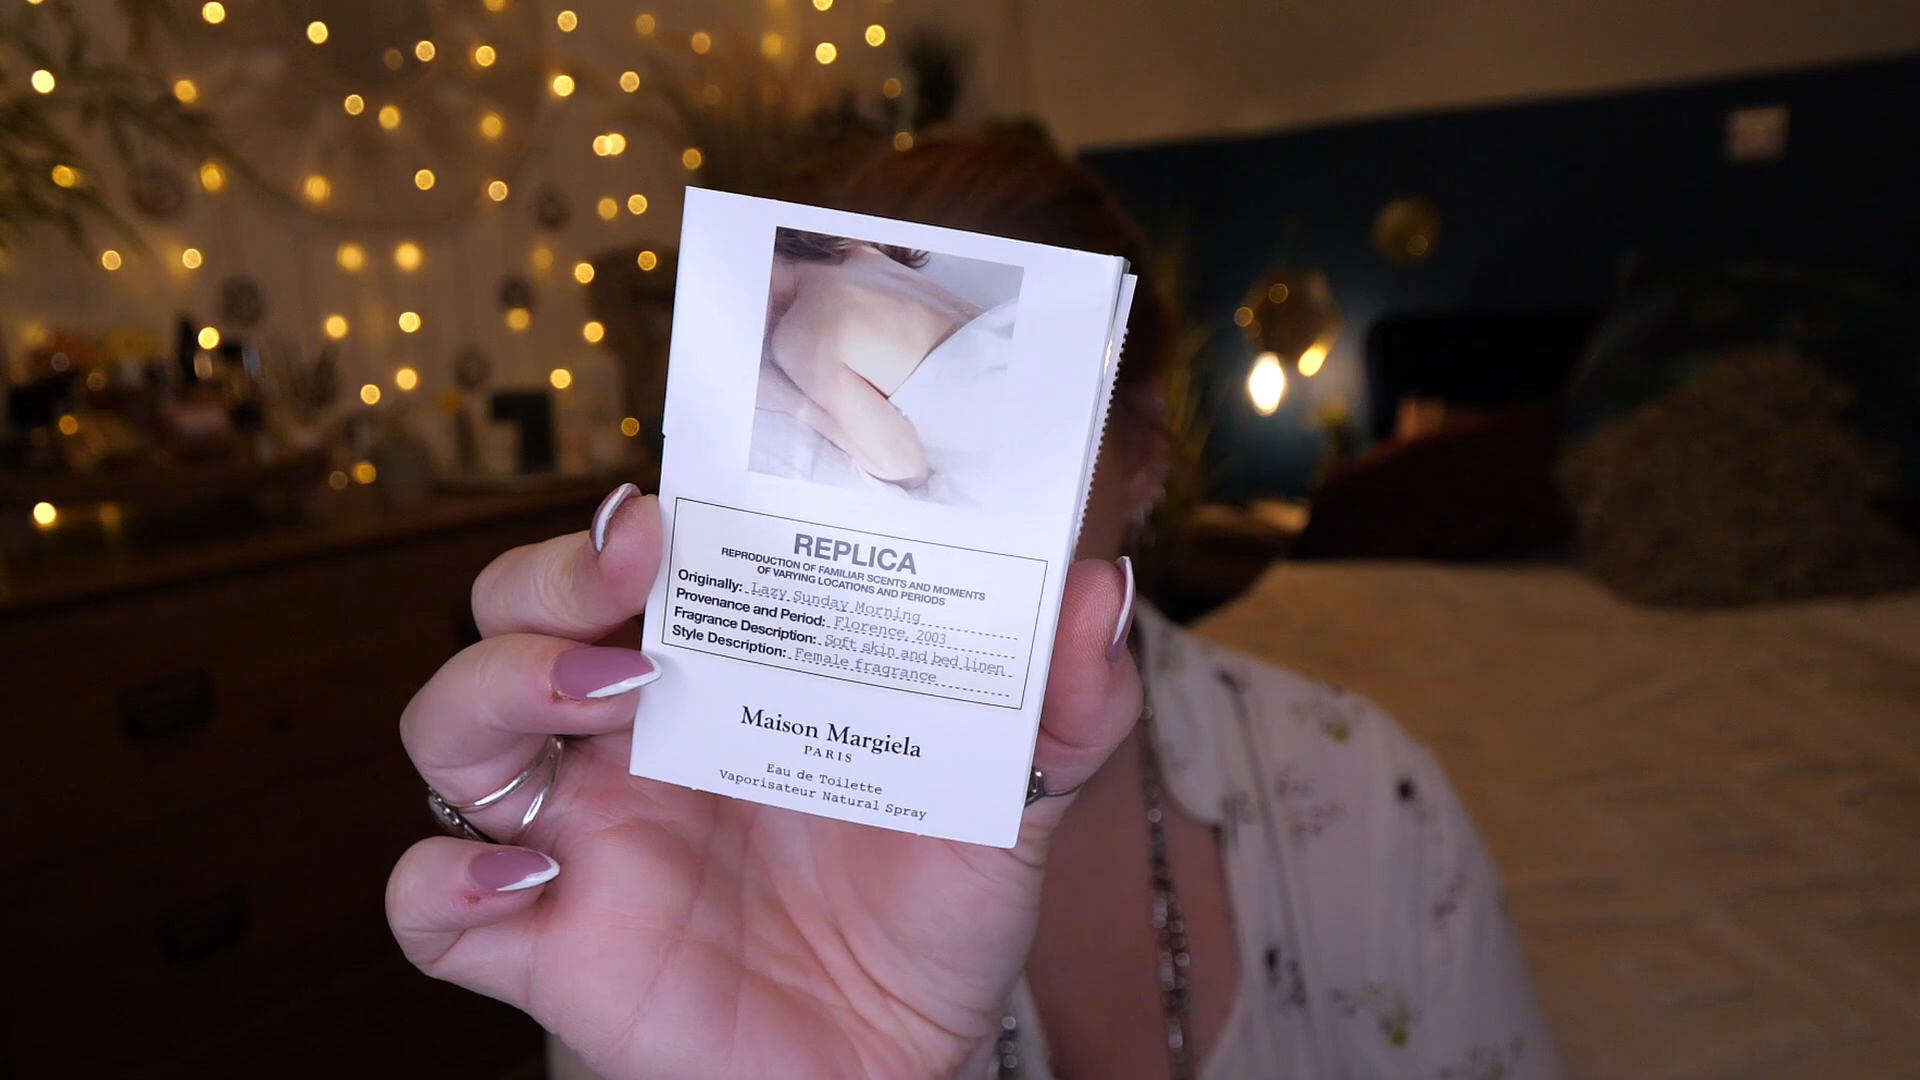 REPLICA
REPRODUCTION OF FAMILIAR SCENTS AND MOMENTS
OF VARYING LOCATIONS AND PERIODS
Originally: Lazy Sunday Morning
Provenance and Period: Florence, 2003
Fragrance Description: Soft skin and bed linen
Style Description: Female fragrance
Maison Margiela
PARIS
Eau de Toilette
Vaporisateur Natural Spray